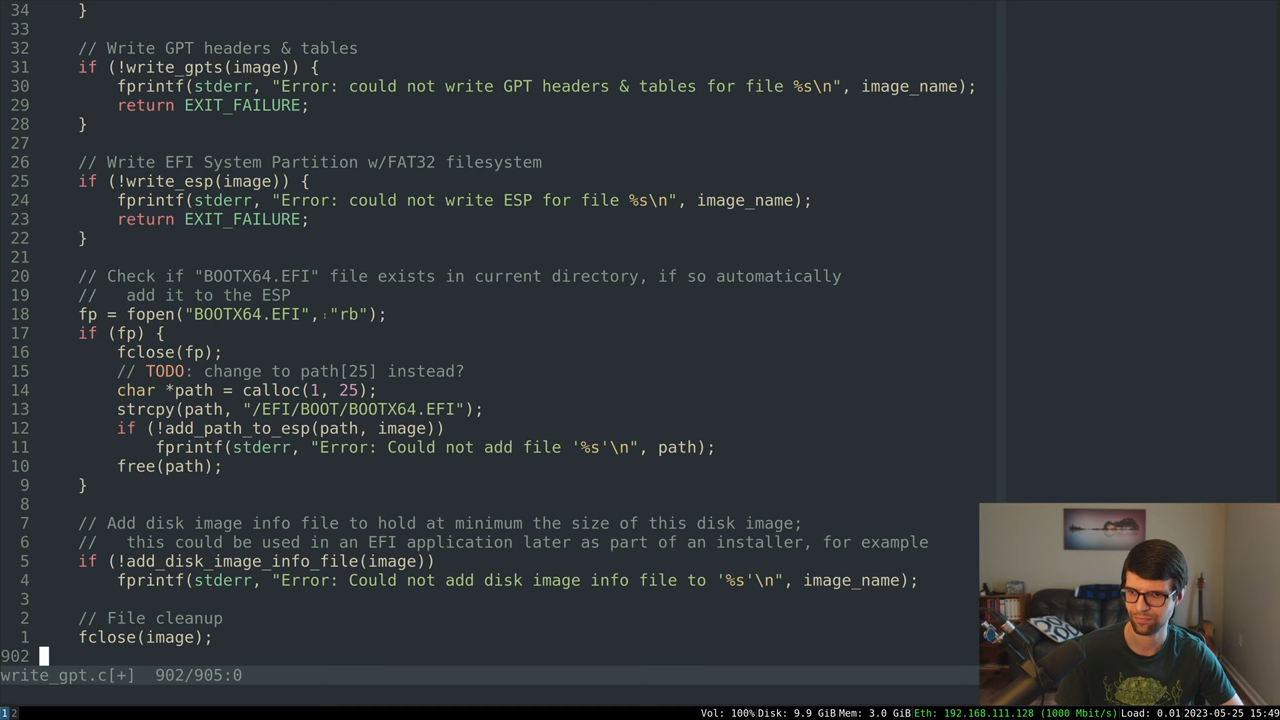 34     }
33
32     // Write GPT headers & tables
31     if (!write_gpts(image)) {
30         fprintf(stderr, "Error: could not write GPT headers & tables for file %s\n", image_name);
29         return EXIT_FAILURE;
28     }
27
26     // Write EFI System Partition w/FAT32 filesystem
25     if (!write_esp(image)) {
24         fprintf(stderr, "Error: could not write ESP for file %s\n", image_name);
23         return EXIT_FAILURE;
22     }
21
20     // Check if "BOOTX64.EFI" file exists in current directory, if so automatically
19     //   add it to the ESP
18     fp = fopen("BOOTX64.EFI", "rb");
17     if (fp) {
16         fclose(fp);
15         // TODO: change to path[25] instead?
14         char *path = calloc(1, 25);
13         strcpy(path, "/EFI/BOOT/BOOTX64.EFI");
12         if (!add_path_to_esp(path, image))
11             fprintf(stderr, "Error: Could not add file '%s'\n", path);
10         free(path);
9     }
8
7     // Add disk image info file to hold at minimum the size of this disk image;
6     //   this could be used in an EFI application later as part of an installer, for example
5     if (!add_disk_image_info_file(image))
4         fprintf(stderr, "Error: Could not add disk image info file to '%s'\n", image_name);
3
2     // File cleanup
1     fclose(image);
902
write_gpt.c[+]  902/905:0
1 2 Vol: 100% Disk: 9.9 GiB Mem: 3.0 GiB Eth: 192.168.111.128 (1000 Mbit/s) Load: 0.01 2023-05-25 15:49